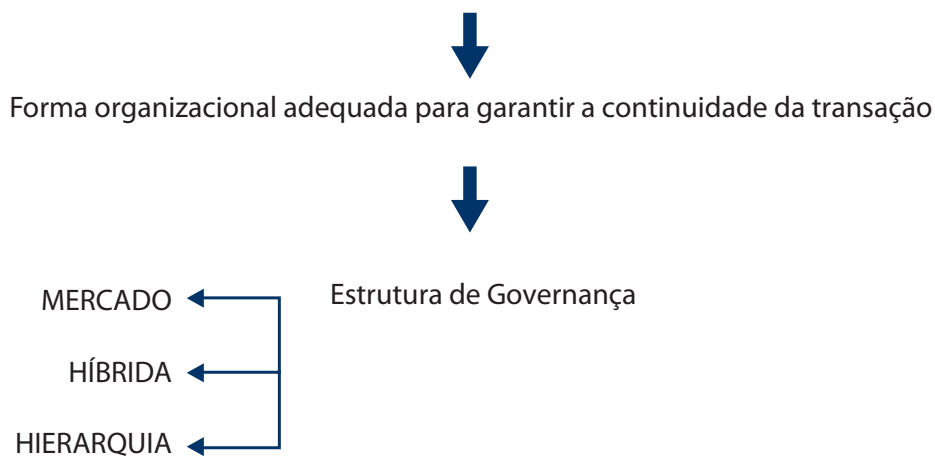 Forma organizacional adequada para garantir a continuidade da transação
Estrutura de Governança
MERCADO
HÍBRIDA
HIERARQUIA